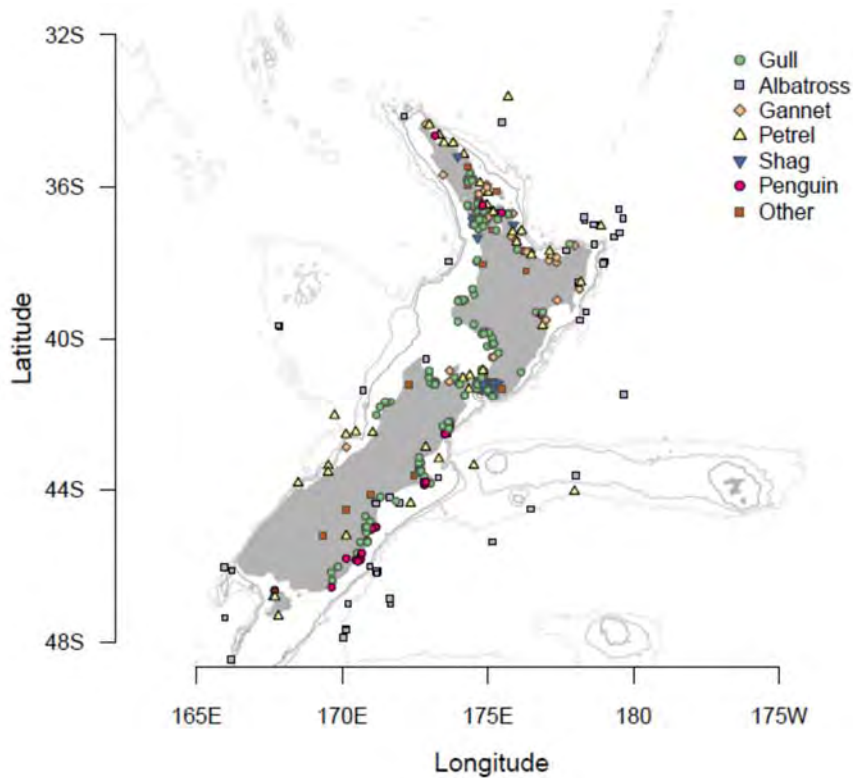 32S
36S
40S
44S
48S
Latitude
Gull
Albatross
Gannet
Petrel
Shag
Penguin
Other
165E
170E
175E
180
175W
Longitude